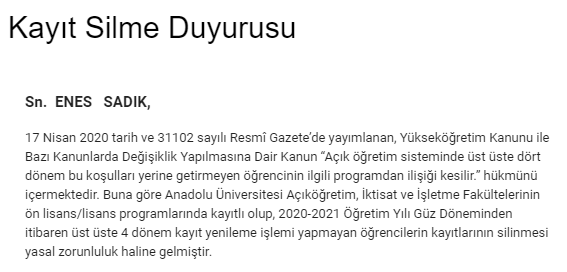 Kayıt Silme Duyurusu
Sn. ENES SADIK,
17 Nisan 2020 tarih ve 31102 sayılı Resmî Gazete’de yayımlanan, Yükseköğretim Kanunu ile
Bazı Kanunlarda Değişiklik Yapılmasına Dair Kanun “Açık öğretim sisteminde üst üste dört
dönem bu koşulları yerine getirmeyen öğrencinin ilgili programdan ilişiği kesilir.” hükmünü
içermektedir. Buna göre Anadolu Üniversitesi Açıköğretim, İktisat ve İşletme Fakültelerinin
ön lisans/lisans programlarında kayıtlı olup, 2020-2021 Öğretim Yılı Güz Döneminden
itibaren üst üste 4 dönem kayıt yenileme işlemi yapmayan öğrencilerin kayıtlarının silinmesi
yasal zorunluluk haline gelmiştir.